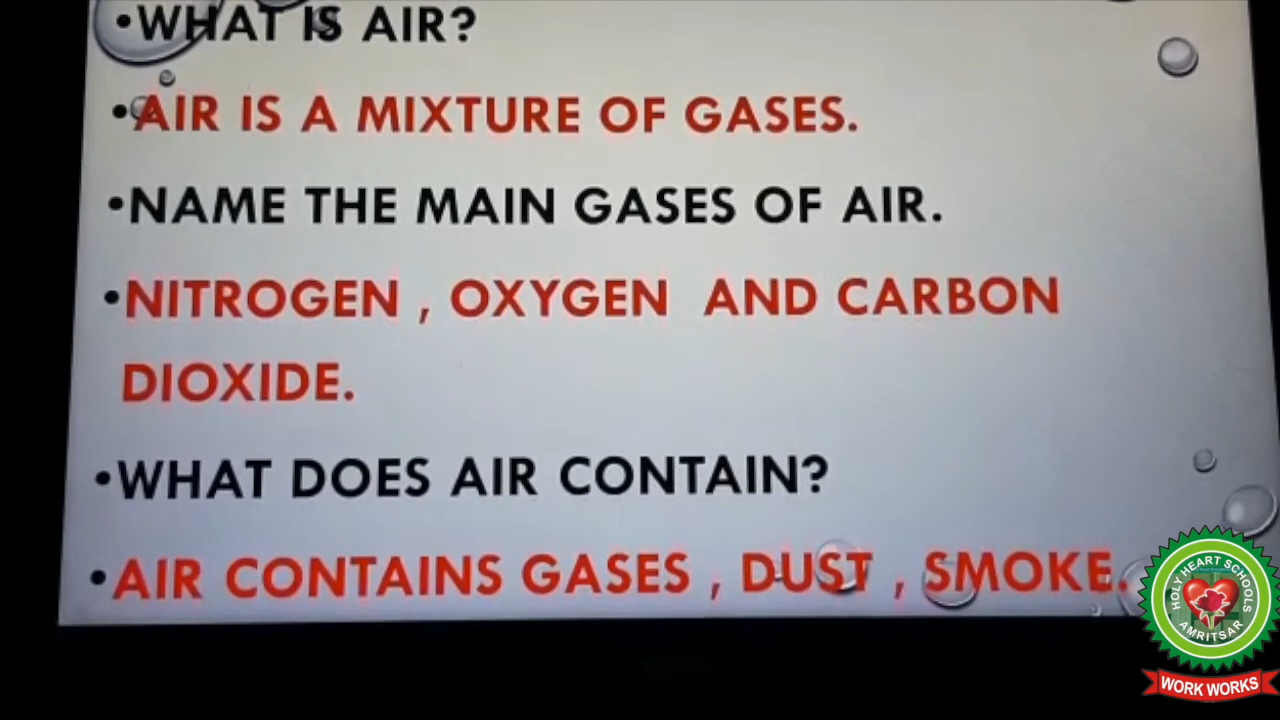 •WHAT IS AIR?
•AIR IS A MIXTURE OF GASES.
•NAME THE MAIN GASES OF AIR.
•NITROGEN , OXYGEN AND CARBON
DIOXIDE.
•WHAT DOES AIR CONTAIN?
•AIR CONTAINS GASES , DUST , SMOKE.
HOLY HEART SCHOOLS
AMRITSAR
WORK WORKS